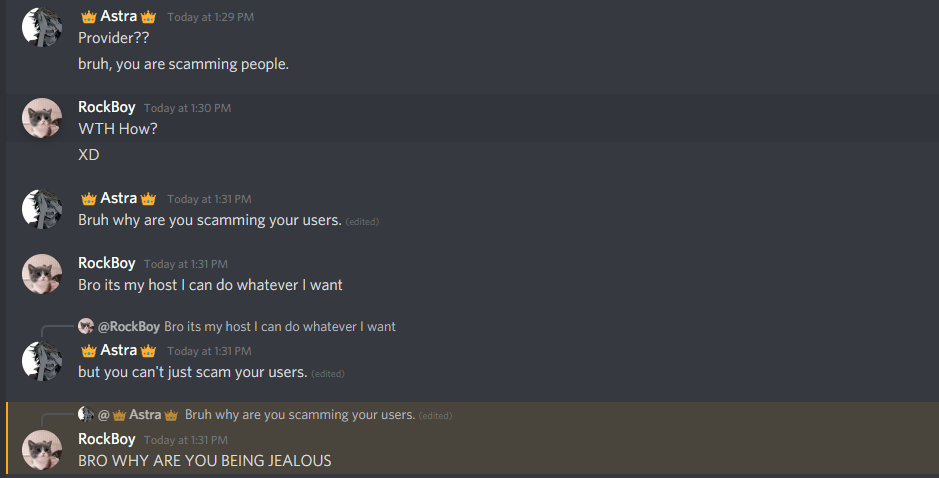 👑 Astra 👑 Today at 1:29 PM
Provider??
bruh, you are scamming people.
RockBoy Today at 1:30 PM
WTH How?
XD
👑 Astra 👑 Today at 1:31 PM
Bruh why are you scamming your users. (edited)
RockBoy Today at 1:31 PM
Bro its my host I can do whatever I want
@RockBoy Bro its my host I can do whatever I want
👑 Astra 👑 Today at 1:31 PM
but you can't just scam your users. (edited)
@ 👑 Astra 👑 Bruh why are you scamming your users. (edited)
RockBoy Today at 1:31 PM
BRO WHY ARE YOU BEING JEALOUS